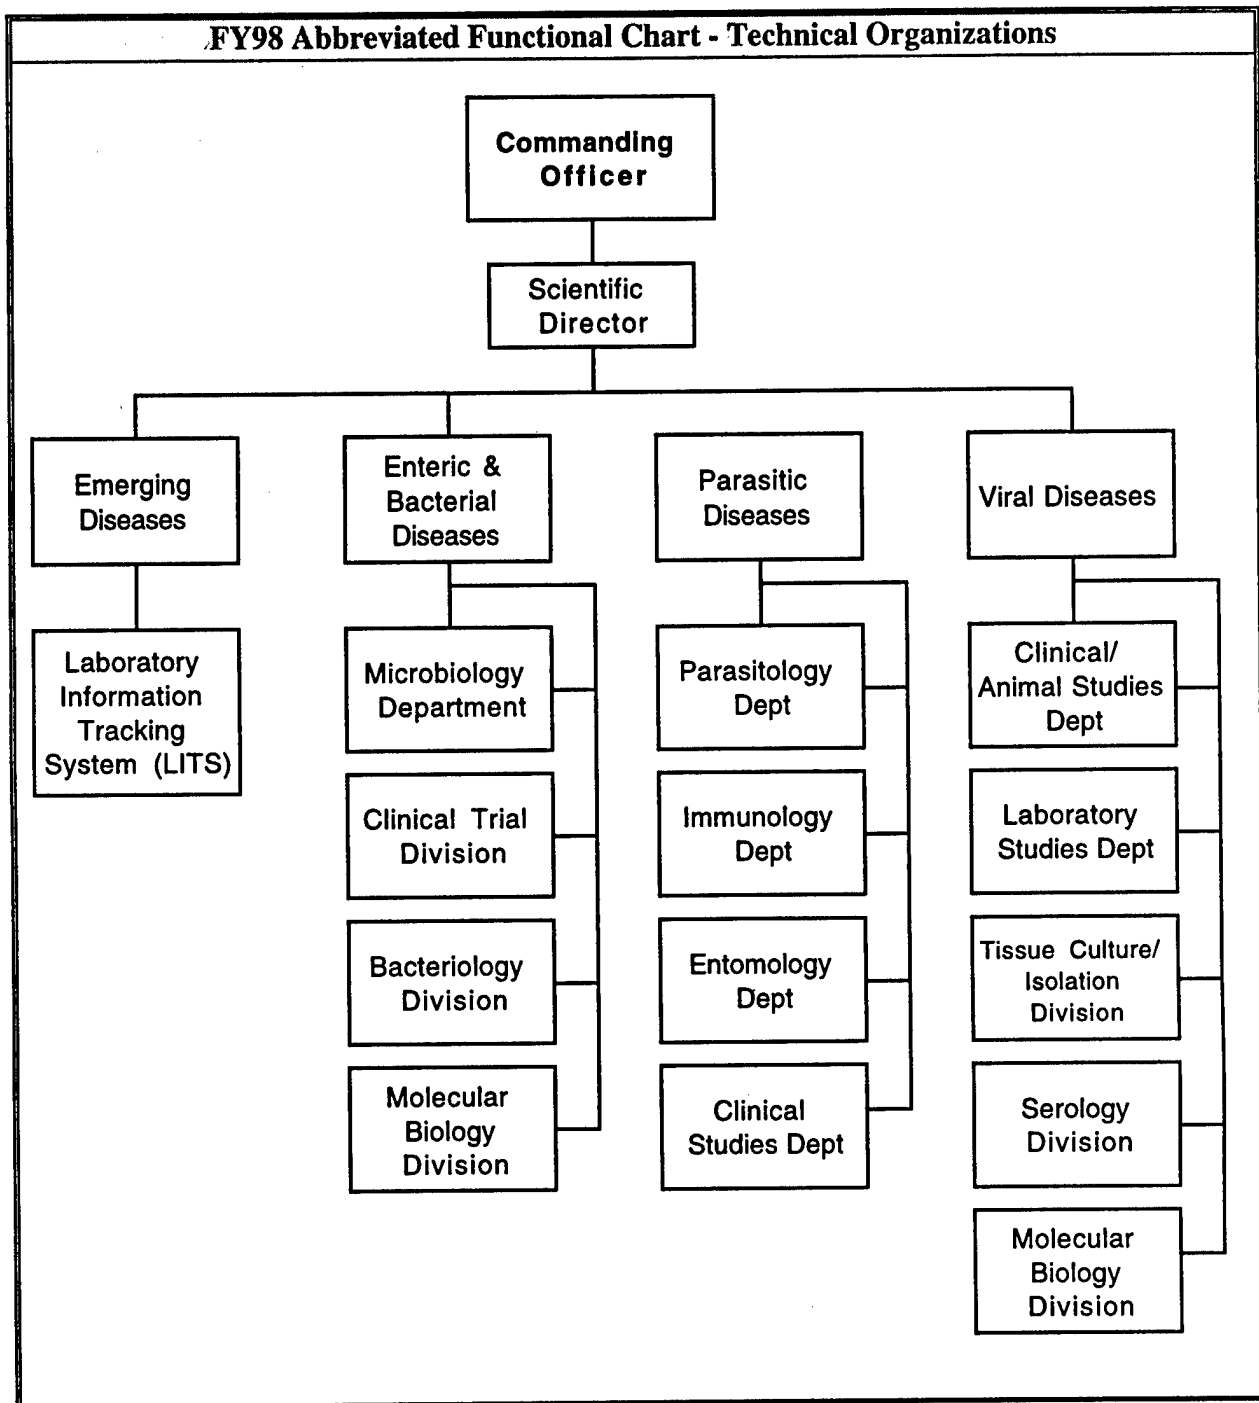 FY98 Abbreviated Functional Chart - Technical Organizations
Commanding
Officer
Scientific
Director
Emerging
Diseases
Laboratory
Information
Tracking
System (LITS)
Enteric &
Bacterial
Diseases
Microbiology
Department
Clinical Trial
Division
Bacteriology
Division
Molecular
Biology
Division
Parasitic
Diseases
Parasitology
Dept
Immunology
Dept
Entomology
Dept
Clinical
Studies Dept
Viral Diseases
Clinical/
Animal Studies
Dept
Laboratory
Studies Dept
Tissue Culture/
Isolation
Division
Serology
Division
Molecular
Biology
Division